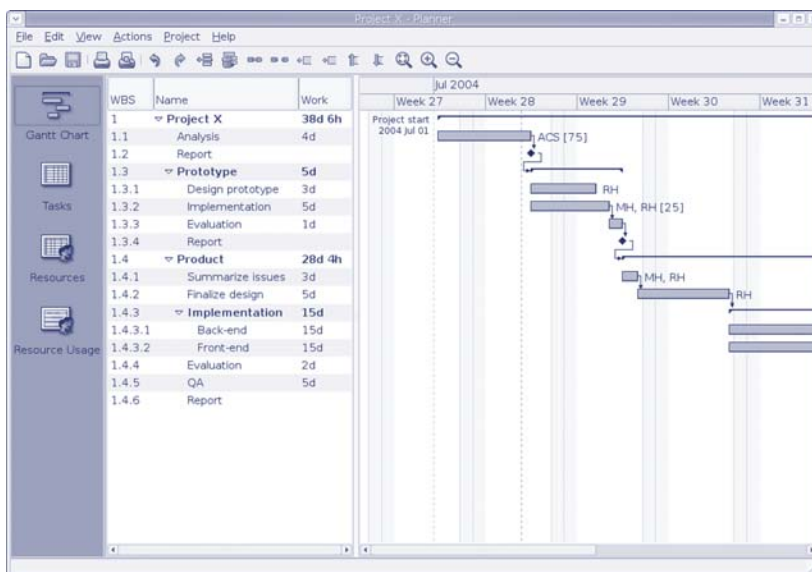 Project X - Planner
File Edit View Actions Project Help
Jul 2004
WBS Name Work
Week 27 Week 28 Week 29 Week 30 Week 31
Gantt Chart
Tasks
Resources
Resource Usage
1 Project X 38d 6h
1.1 Analysis 4d
1.2 Report
1.3 Prototype 5d
1.3.1 Design prototype 3d
1.3.2 Implementation 5d
1.3.3 Evaluation 1d
1.3.4 Report
1.4 Product 28d 4h
1.4.1 Summarize issues 3d
1.4.2 Finalize design 5d
1.4.3 Implementation 15d
1.4.3.1 Back-end 15d
1.4.3.2 Front-end 15d
1.4.4 Evaluation 2d
1.4.5 QA 5d
1.4.6 Report
Project start
2004 Jul 01
ACS [75]
RH
MH, RH [25]
MH, RH
RH